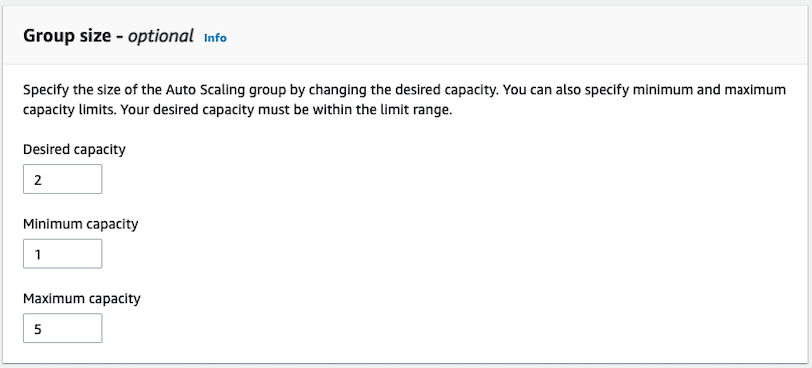 Group size - optional Info
Specify the size of the Auto Scaling group by changing the desired capacity. You can also specify minimum and maximum
capacity limits. Your desired capacity must be within the limit range.
Desired capacity
2
Minimum capacity
1
Maximum capacity
5